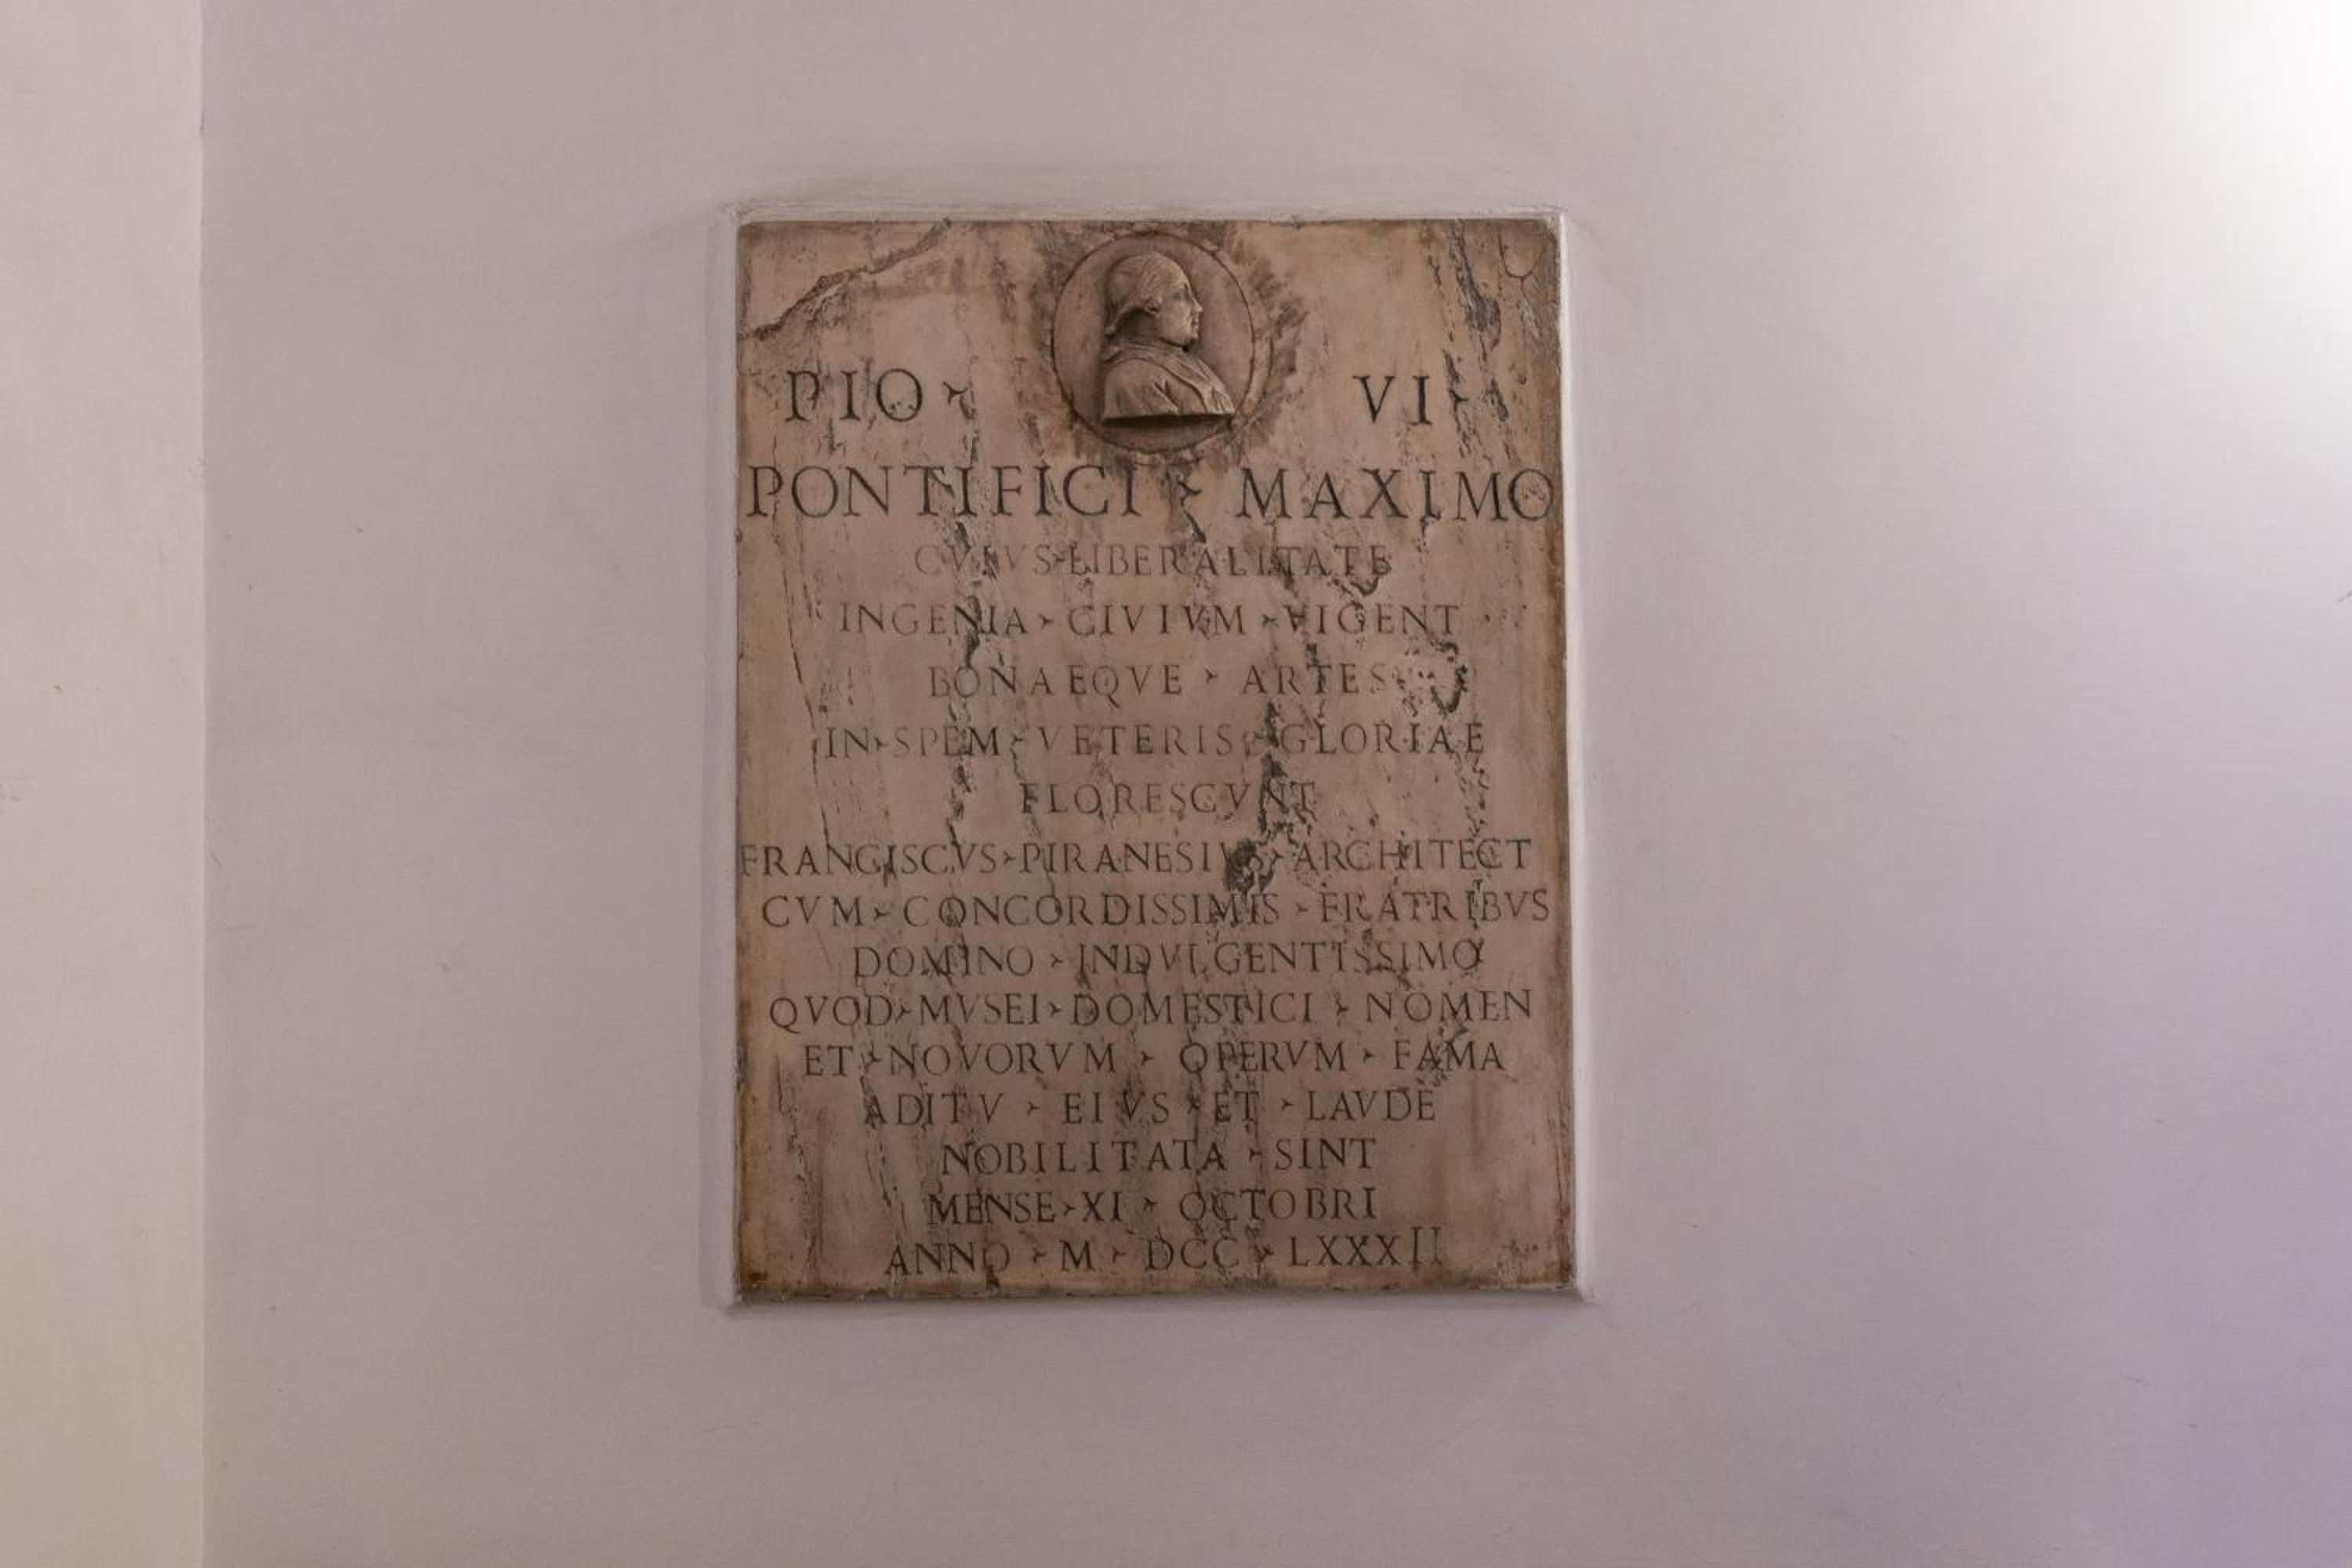 PIO VI
PONTIFICI MAXIMO
CVIVS LIBERALITATE
INGENIA CIVIVM VIGENT
BONAEQVE ARTES
IN SPEM VETERIS GLORIAE
FLORESCVNT
FRANCISCVS PIRANESIVS ARCHITECT
CVM CONCORDISSIMIS FRATRIBVS
DOMINO INDVLGENTISSIMO
QVOD MVSEI DOMESTICI NOMEN
ET NOVORVM OPERVM FAMA
ADITV EIVS ET LAVDE
NOBILITATA SINT
MENSE XI OCTOBRI
ANNO M DCC LXXXII